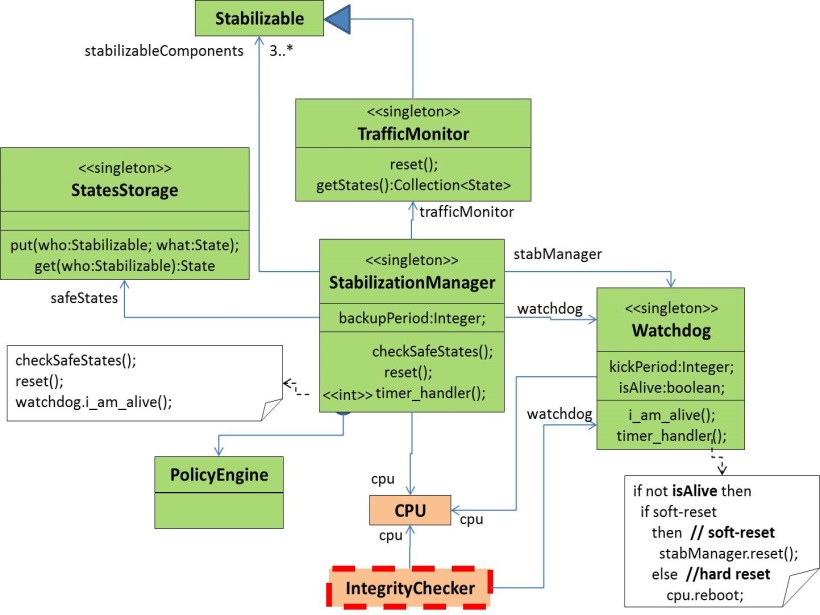 Stabilizable
stabilizableComponents
3..*
<<singleton>>
TrafficMonitor
reset();
getStates():Collection<State>
<<singleton>>
StatesStorage
put(who:Stabilizable; what:State);
get(who:Stabilizable):State
trafficMonitor
<<singleton>>
StabilizationManager
backupPeriod:Integer;
checkSafeStates();
reset();
<<int>> timer_handler();
stabManager
safeStates
watchdog
<<singleton>>
Watchdog
kickPeriod:Integer;
isAlive:boolean;
i_am_alive();
timer_handler();
checkSafeStates();
reset();
watchdog.i_am_alive();
watchdog
PolicyEngine
cpu
CPU
cpu
cpu
IntegrityChecker
if not isAlive then
if soft-reset
then // soft-reset
stabManager.reset();
else //hard reset
cpu.reboot;